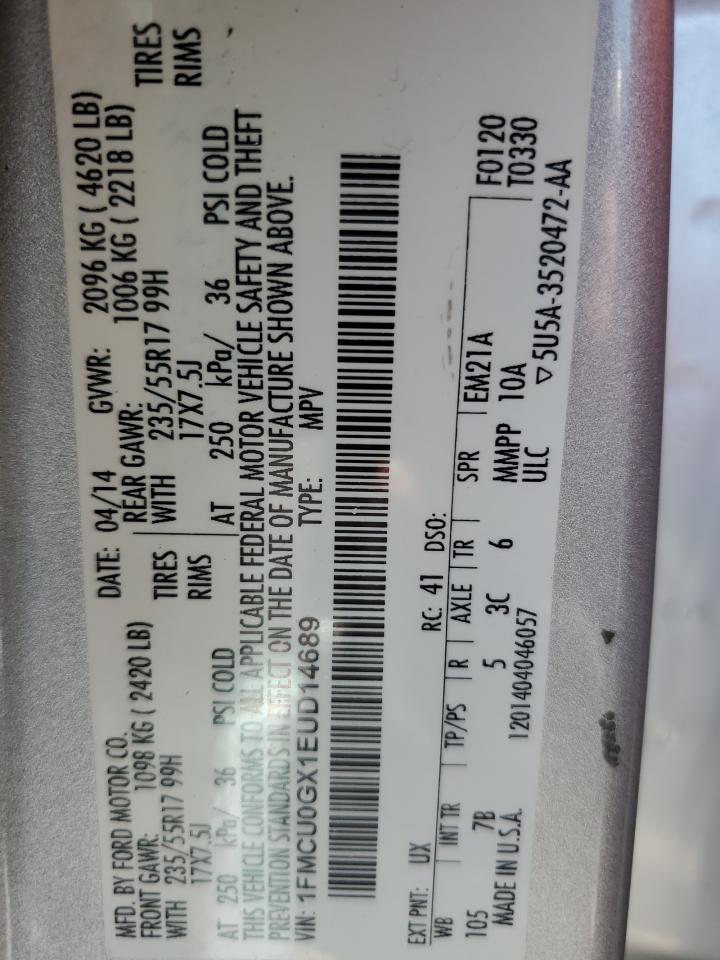 MFD. BY FORD MOTOR CO.
DATE: 04/14 GVWR: 2096 KG ( 4620 LB)
FRONT GAWR: 1098 KG ( 2420 LB)
REAR GAWR: 1006 KG ( 2218 LB)
WITH 235/55R17 99H TIRES
WITH 235/55R17 99H TIRES
17X7.5J RIMS
17X7.5J RIMS
AT 250 kPa/ 36 PSI COLD
AT 250 kPa/ 36 PSI COLD
THIS VEHICLE CONFORMS TO ALL APPLICABLE FEDERAL MOTOR VEHICLE SAFETY AND THEFT
PREVENTION STANDARDS IN EFFECT ON THE DATE OF MANUFACTURE SHOWN ABOVE.
VIN: 1FMCU0GX1EUD14689 TYPE: MPV
EXT PNT: UX RC: 41 DSO:
WB INT TR TP/PS R AXLE TR SPR EM21A F0120
105 7B 5 3C 6 MMPP 10A T0330
MADE IN U.S.A. 1201404046057 ULC ▽5U5A-3520472-AA